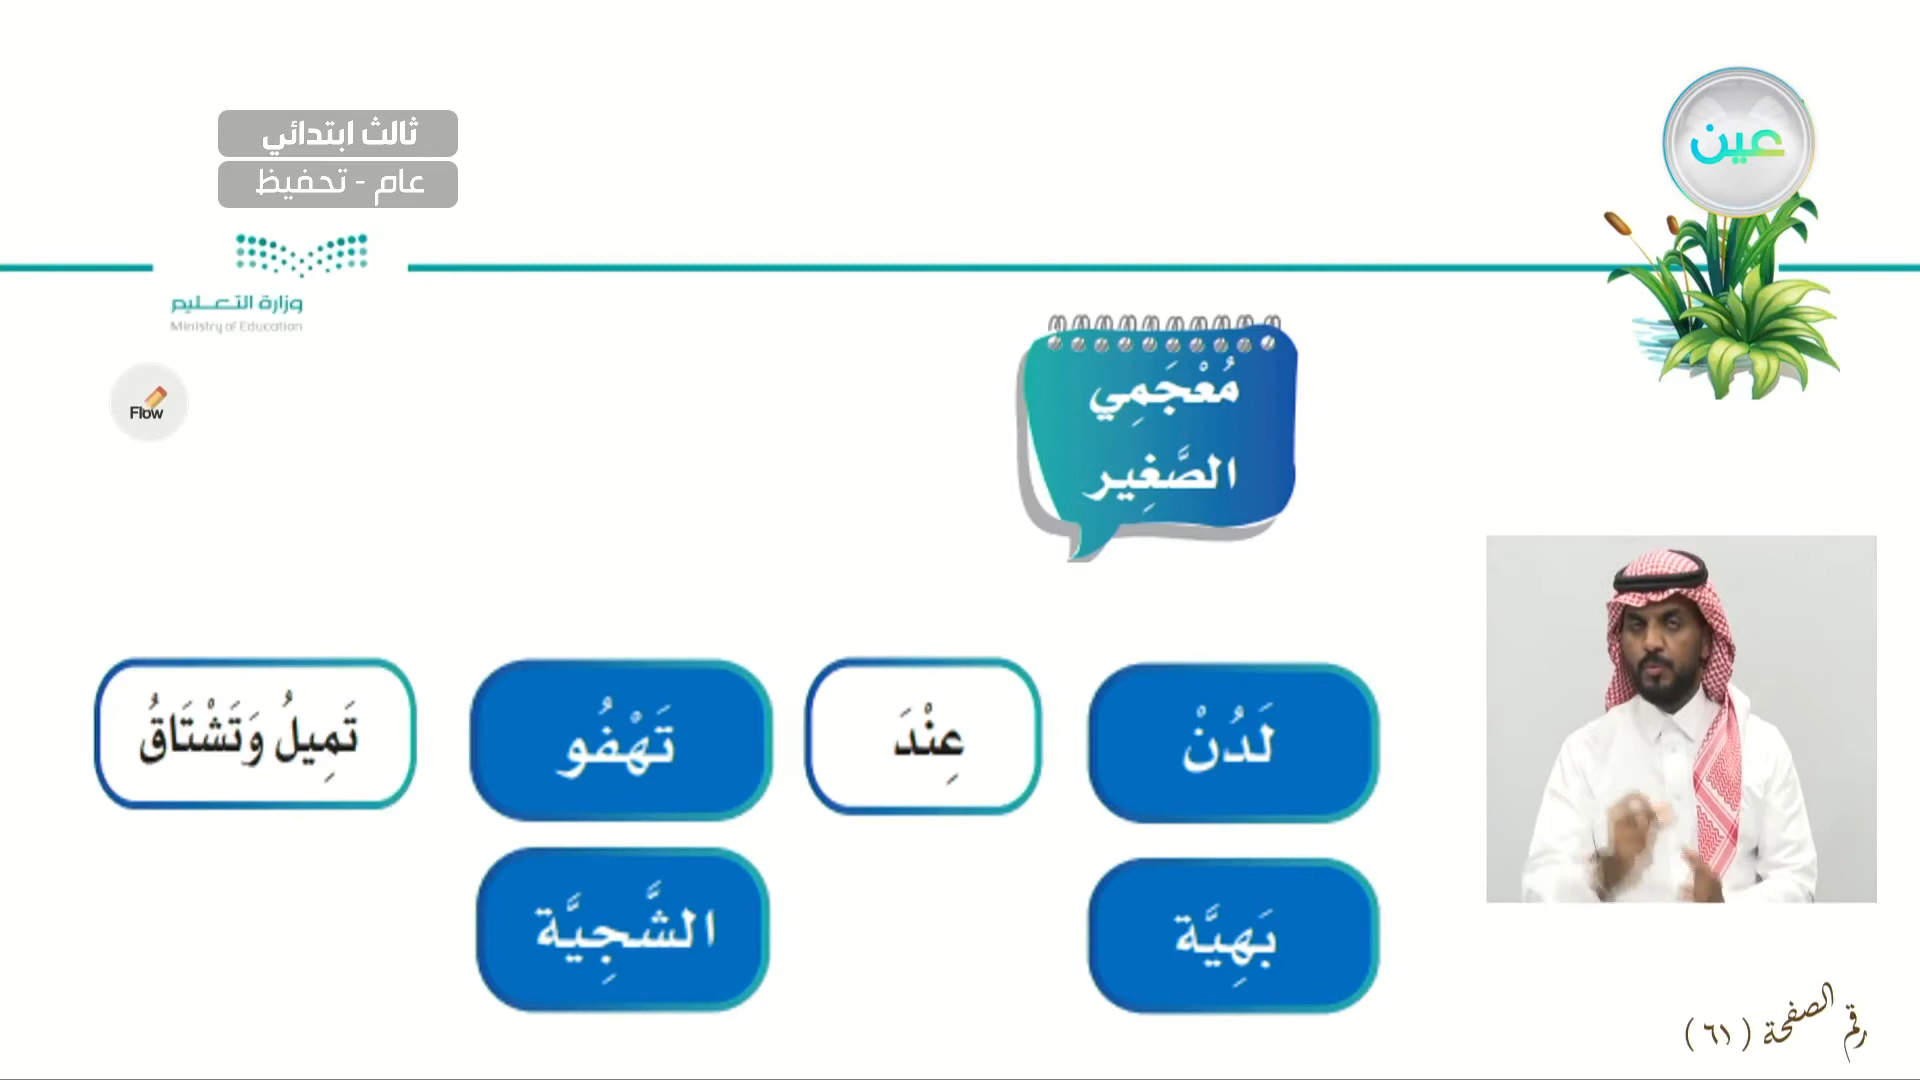 ثالث ابتدائي
عام - تحفيظ
عين
وزارة التعليم
Ministry of Education
Flow
مُعْجَمِي
الصَّغِير
لَدُنْ
عِنْدَ
تَهْفُو
تَمِيلُ وَتَشْتَاقُ
بَهِيَّة
الشَّجِيَّة
رقم الصفحة ( ٦١ )